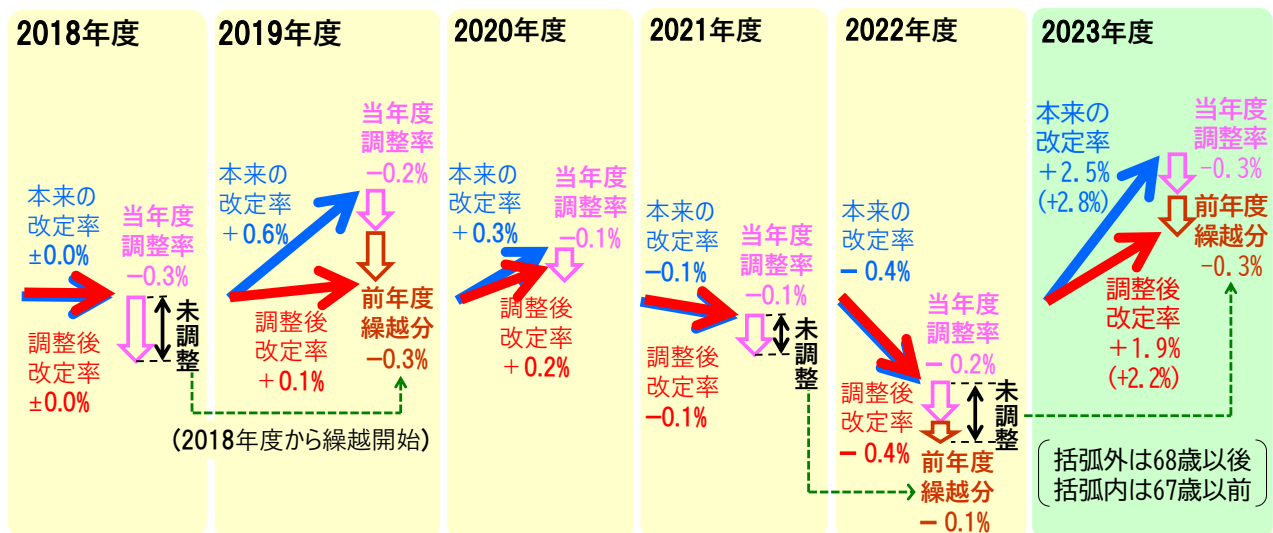 2018年度
本来の
改定率
±0.0%
当年度
調整率
−0.3%
未
調
整
調整後
改定率
±0.0%
2019年度
当年度
調整率
−0.2%
本来の
改定率
＋0.6%
調整後
改定率
＋0.1%
前年度
繰越分
−0.3%
(2018年度から繰越開始)
2020年度
本来の
改定率
＋0.3%
当年度
調整率
−0.1%
調整後
改定率
＋0.2%
2021年度
本来の
改定率
−0.1%
当年度
調整率
−0.1%
未
調
整
調整後
改定率
−0.1%
2022年度
本来の
改定率
− 0.4%
当年度
調整率
− 0.2%
未
調
整
調整後
改定率
− 0.4%
前年度
繰越分
− 0.1%
2023年度
本来の
改定率
＋2.5%
(+2.8%)
当年度
調整率
−0.3%
前年度
繰越分
−0.3%
調整後
改定率
＋1.9%
(+2.2%)
括弧外は68歳以後
括弧内は67歳以前